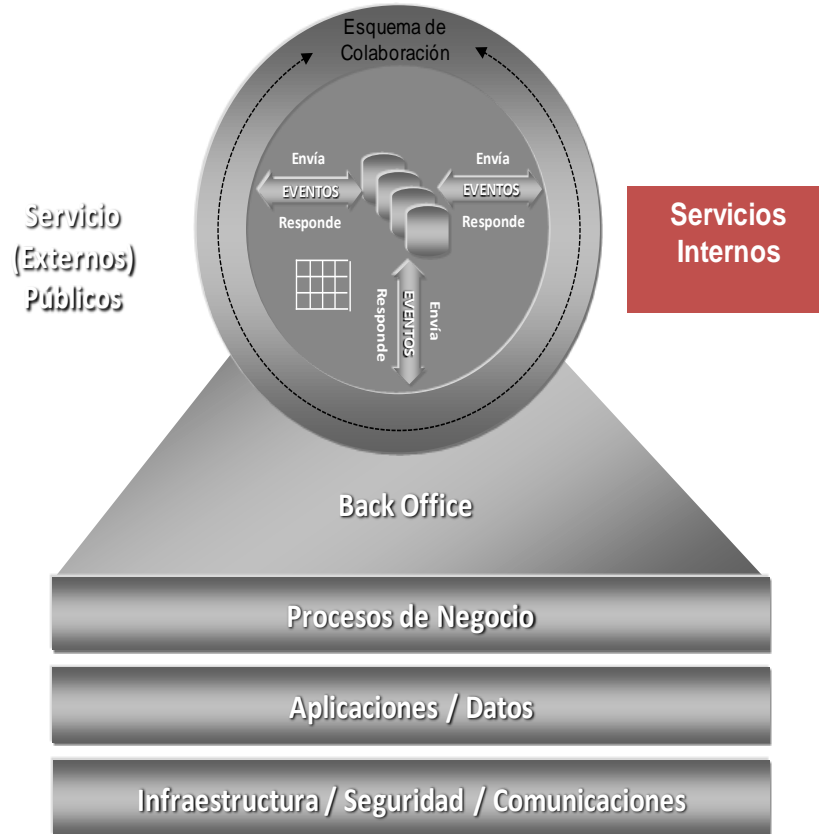 Esquema de
Colaboración
Envía
EVENTOS
Responde
Envía
EVENTOS
Responde
Envía
EVENTOS
Responde
Servicio
(Externos)
Públicos
Servicios
Internos
Back Office
Procesos de Negocio
Aplicaciones / Datos
Infraestructura / Seguridad / Comunicaciones